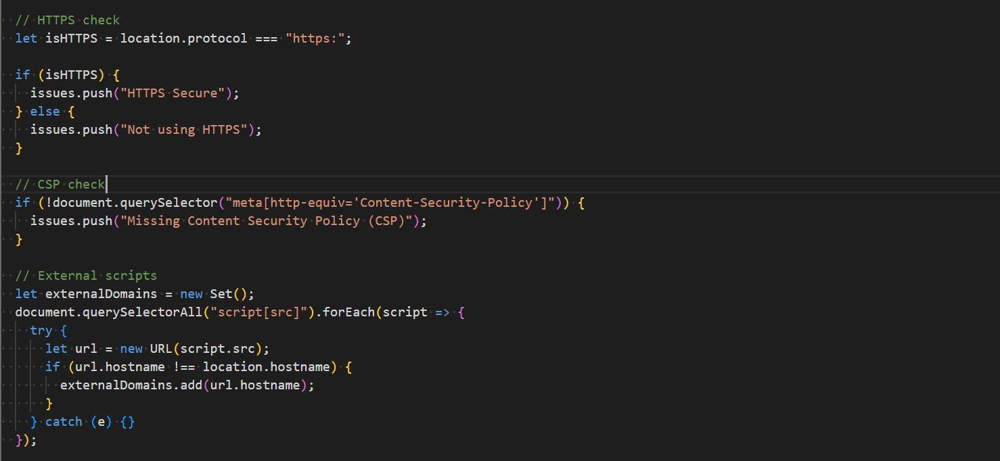 // HTTPS check
let isHTTPS = location.protocol === "https:";
if (isHTTPS) {
issues.push("HTTPS Secure");
} else {
issues.push("Not using HTTPS");
}
// CSP check
if (!document.querySelector("meta[http-equiv='Content-Security-Policy']")) {
issues.push("Missing Content Security Policy (CSP)");
}
// External scripts
let externalDomains = new Set();
document.querySelectorAll("script[src]").forEach(script => {
try {
let url = new URL(script.src);
if (url.hostname !== location.hostname) {
externalDomains.add(url.hostname);
}
} catch (e) {}
});